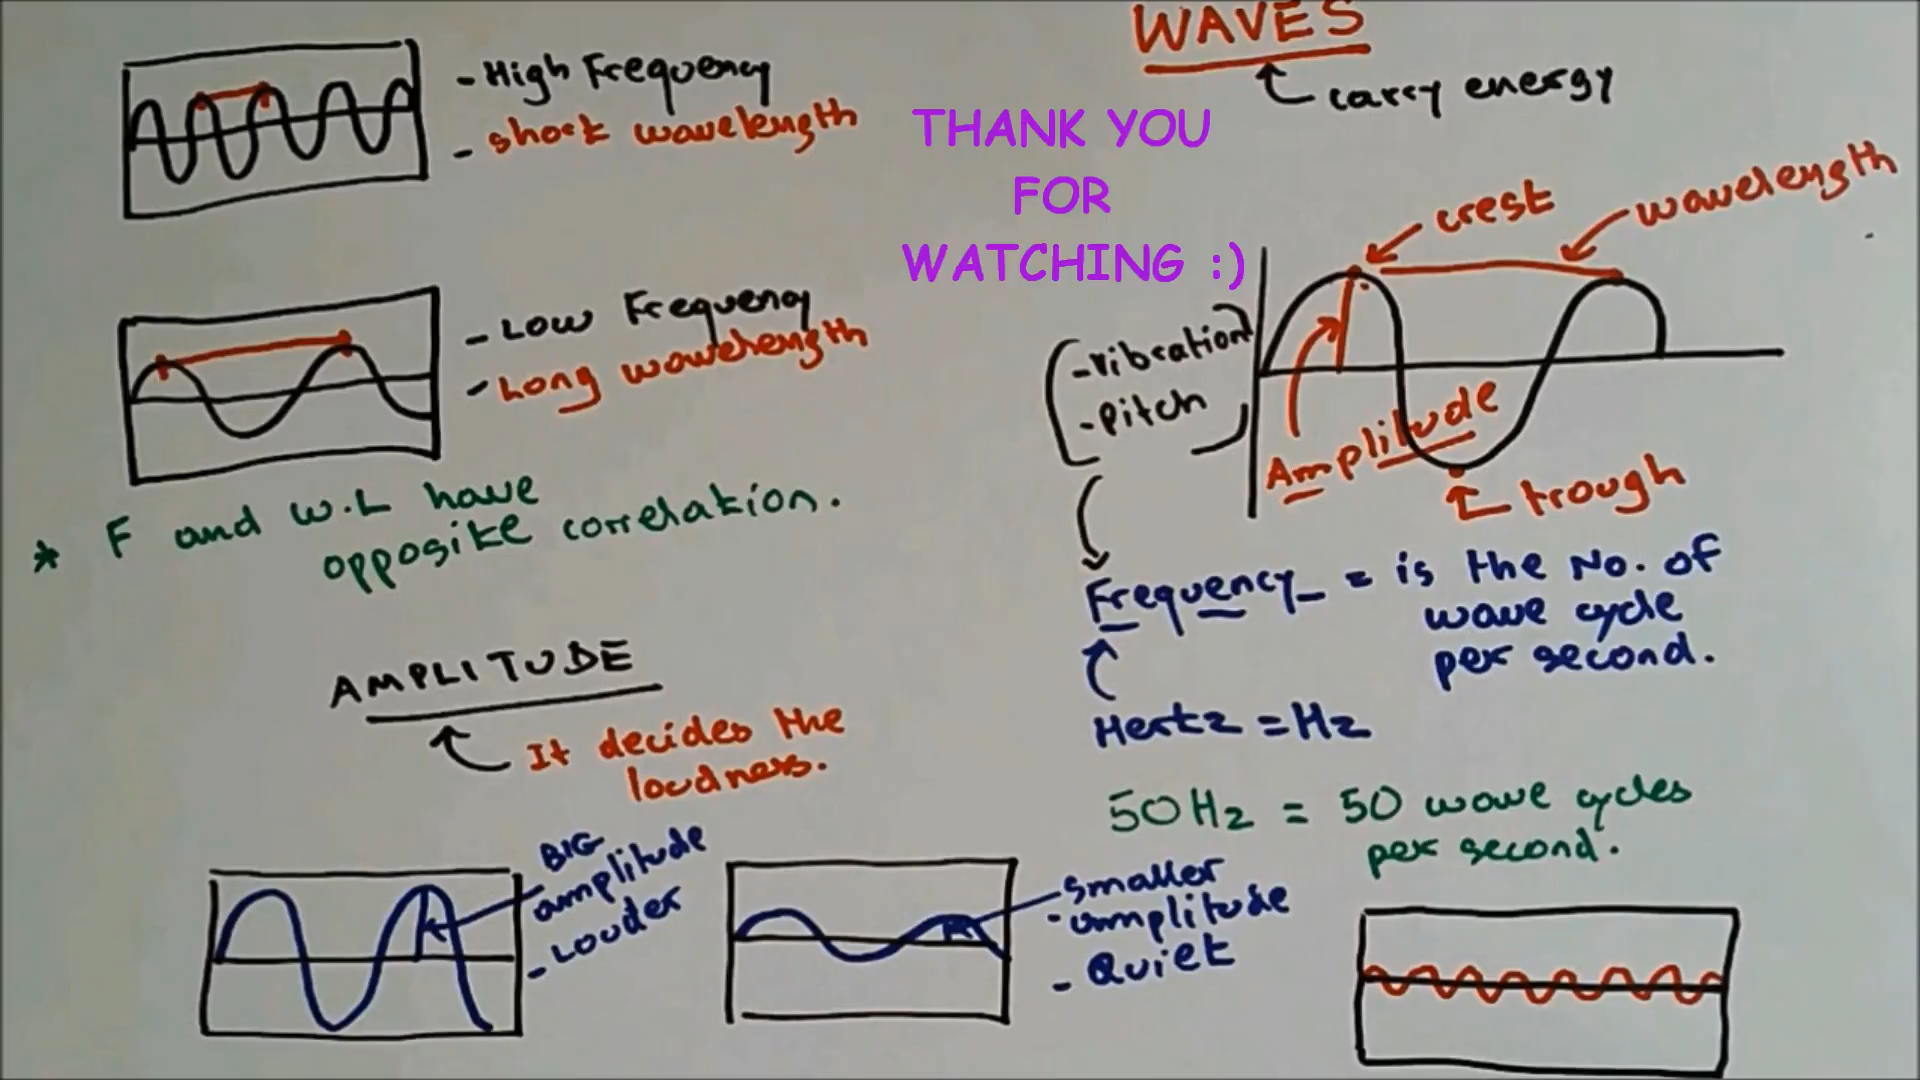 WAVES
carry energy
- High Frequency
- short wavelength
THANK YOU
FOR
WATCHING :)
crest
wavelength
- Low Frequency
- Long wavelength
- vibration
- Pitch
Amplitude
trough
* F and W.L have
opposite correlation.
Frequency = is the No. of
wave cycle
per second.
Hertz = Hz
AMPLITUDE
It decides the
loudness.
50Hz = 50 wave cycles
per second.
BIG
amplitude
- Louder
Smaller
- amplitude
- Quiet